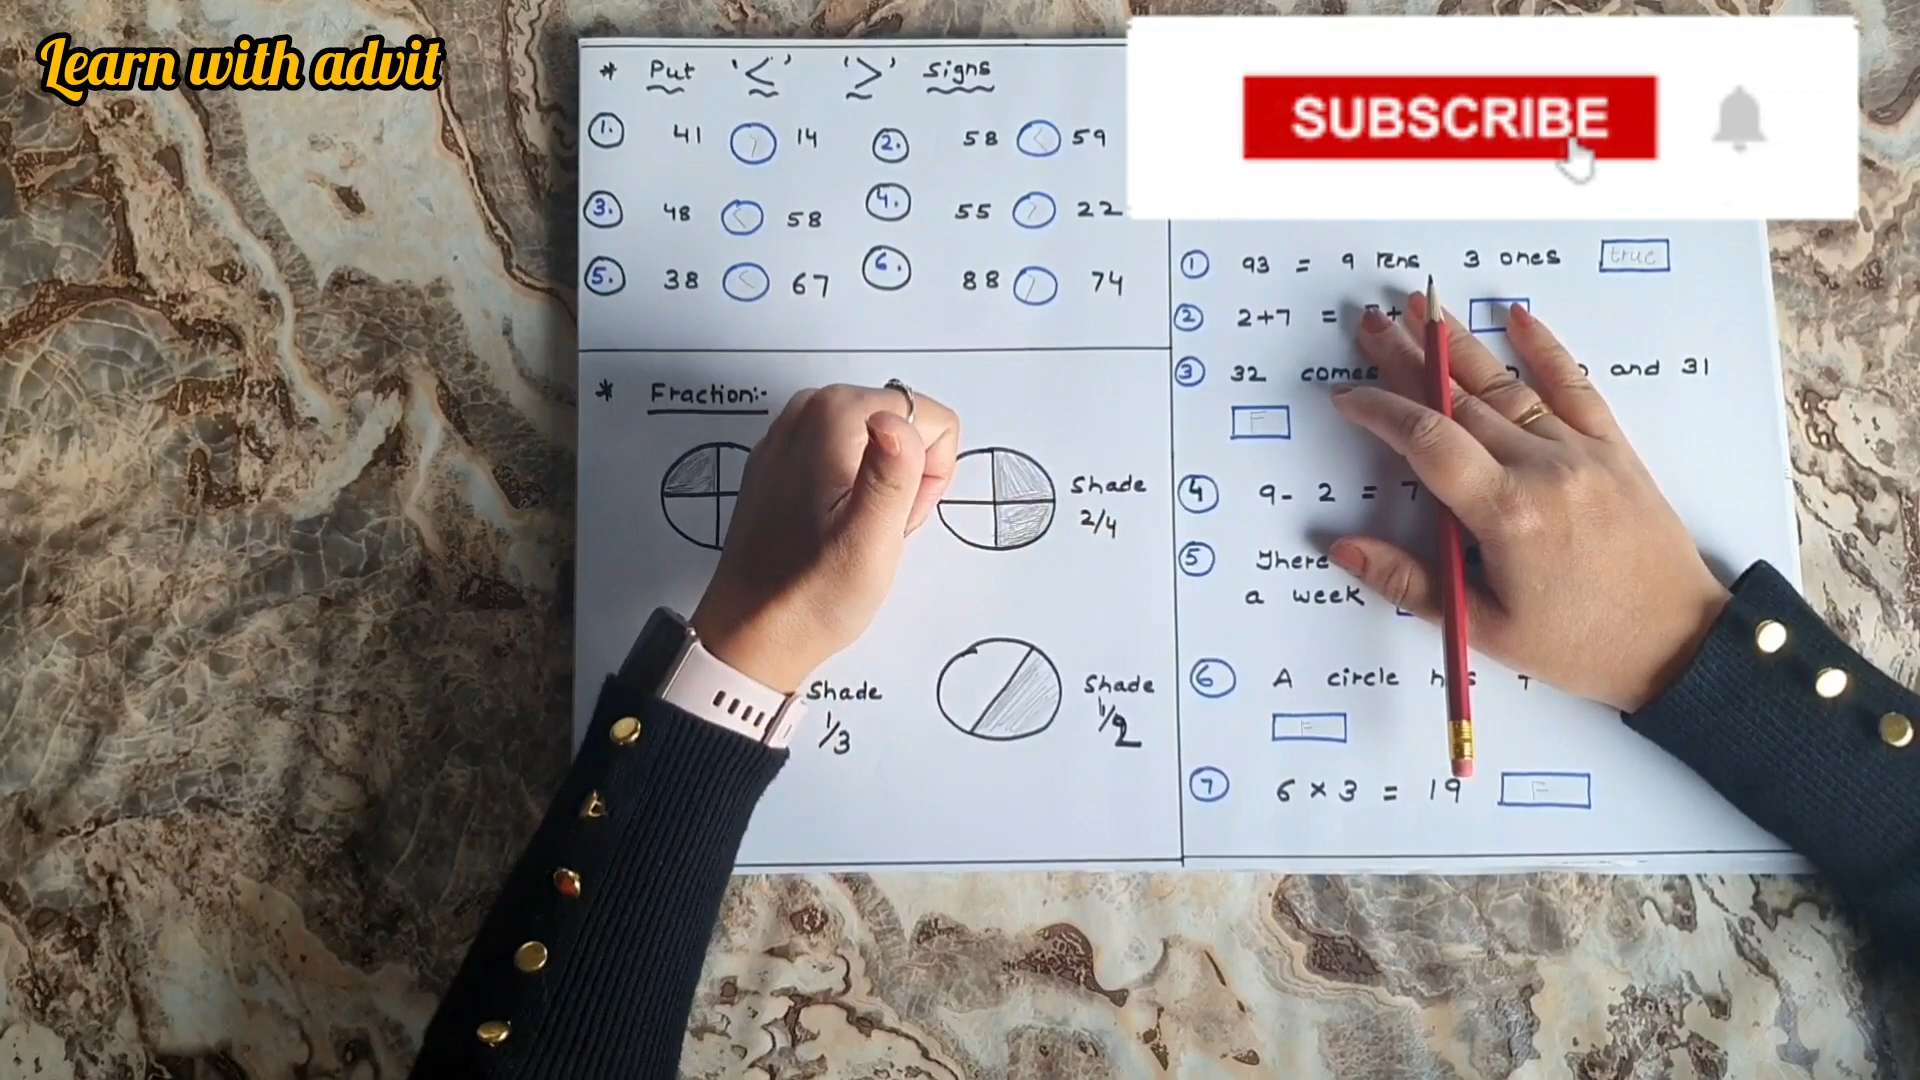 Learn with advit
SUBSCRIBE
* Put '<' '>' Signs
1. 41 > 14 2. 58 < 59
3. 48 < 58 4. 55 > 22
5. 38 < 67 6. 88 > 74
* Fraction:-
Shade
2/4
Shade
1/3
Shade
1/2
1 93 = 9 tens 3 ones true
2 2+7 = +
3 32 comes and 31
F
4 9 - 2 = 7
5 There
a week
6 A circle
F
7 6 × 3 = 19 F